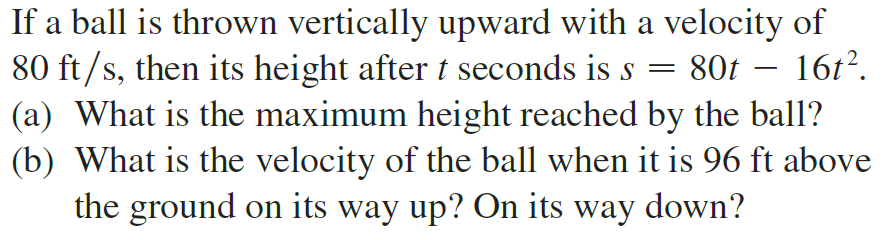 If a ball is thrown vertically upward with a velocity of
80 ft/s, then its height after t seconds is s = 80t − 16t².
(a) What is the maximum height reached by the ball?
(b) What is the velocity of the ball when it is 96 ft above
the ground on its way up? On its way down?